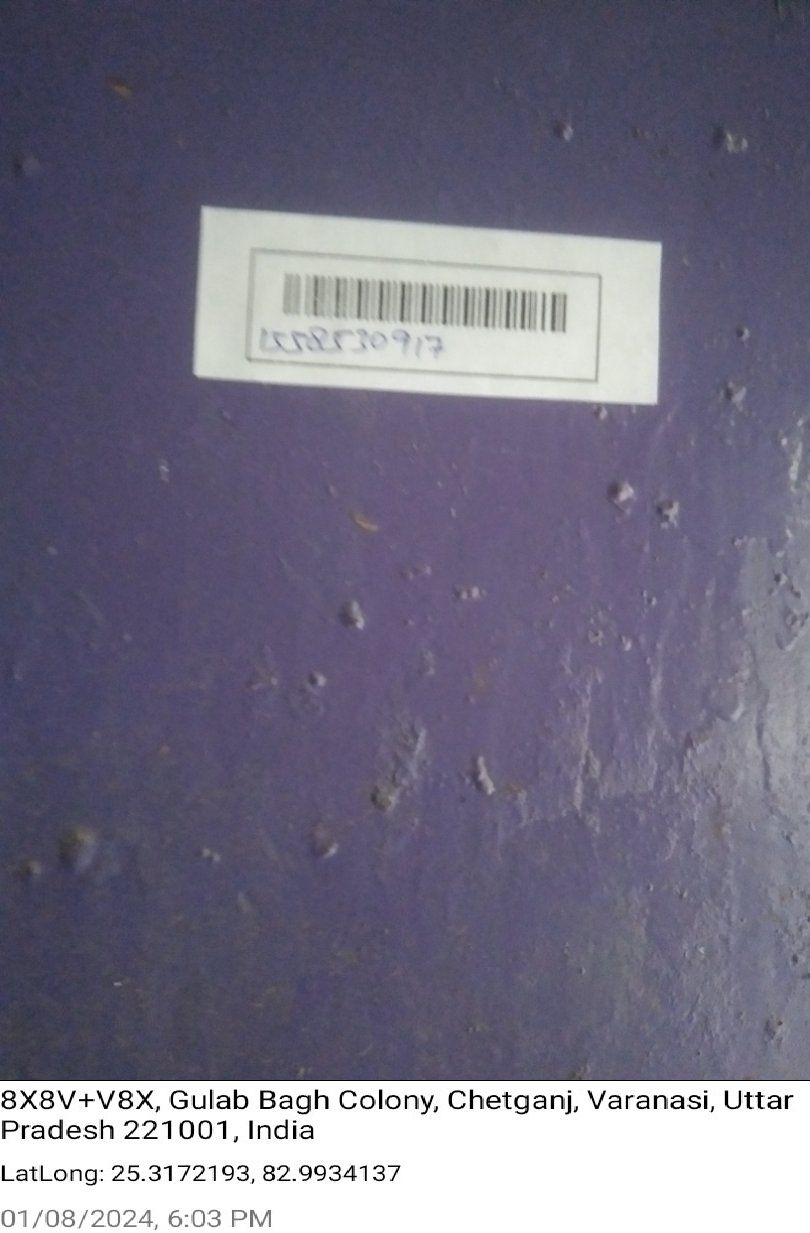 1558530917
8X8V+V8X, Gulab Bagh Colony, Chetganj, Varanasi, Uttar
Pradesh 221001, India
LatLong: 25.3172193, 82.9934137
01/08/2024, 6:03 PM